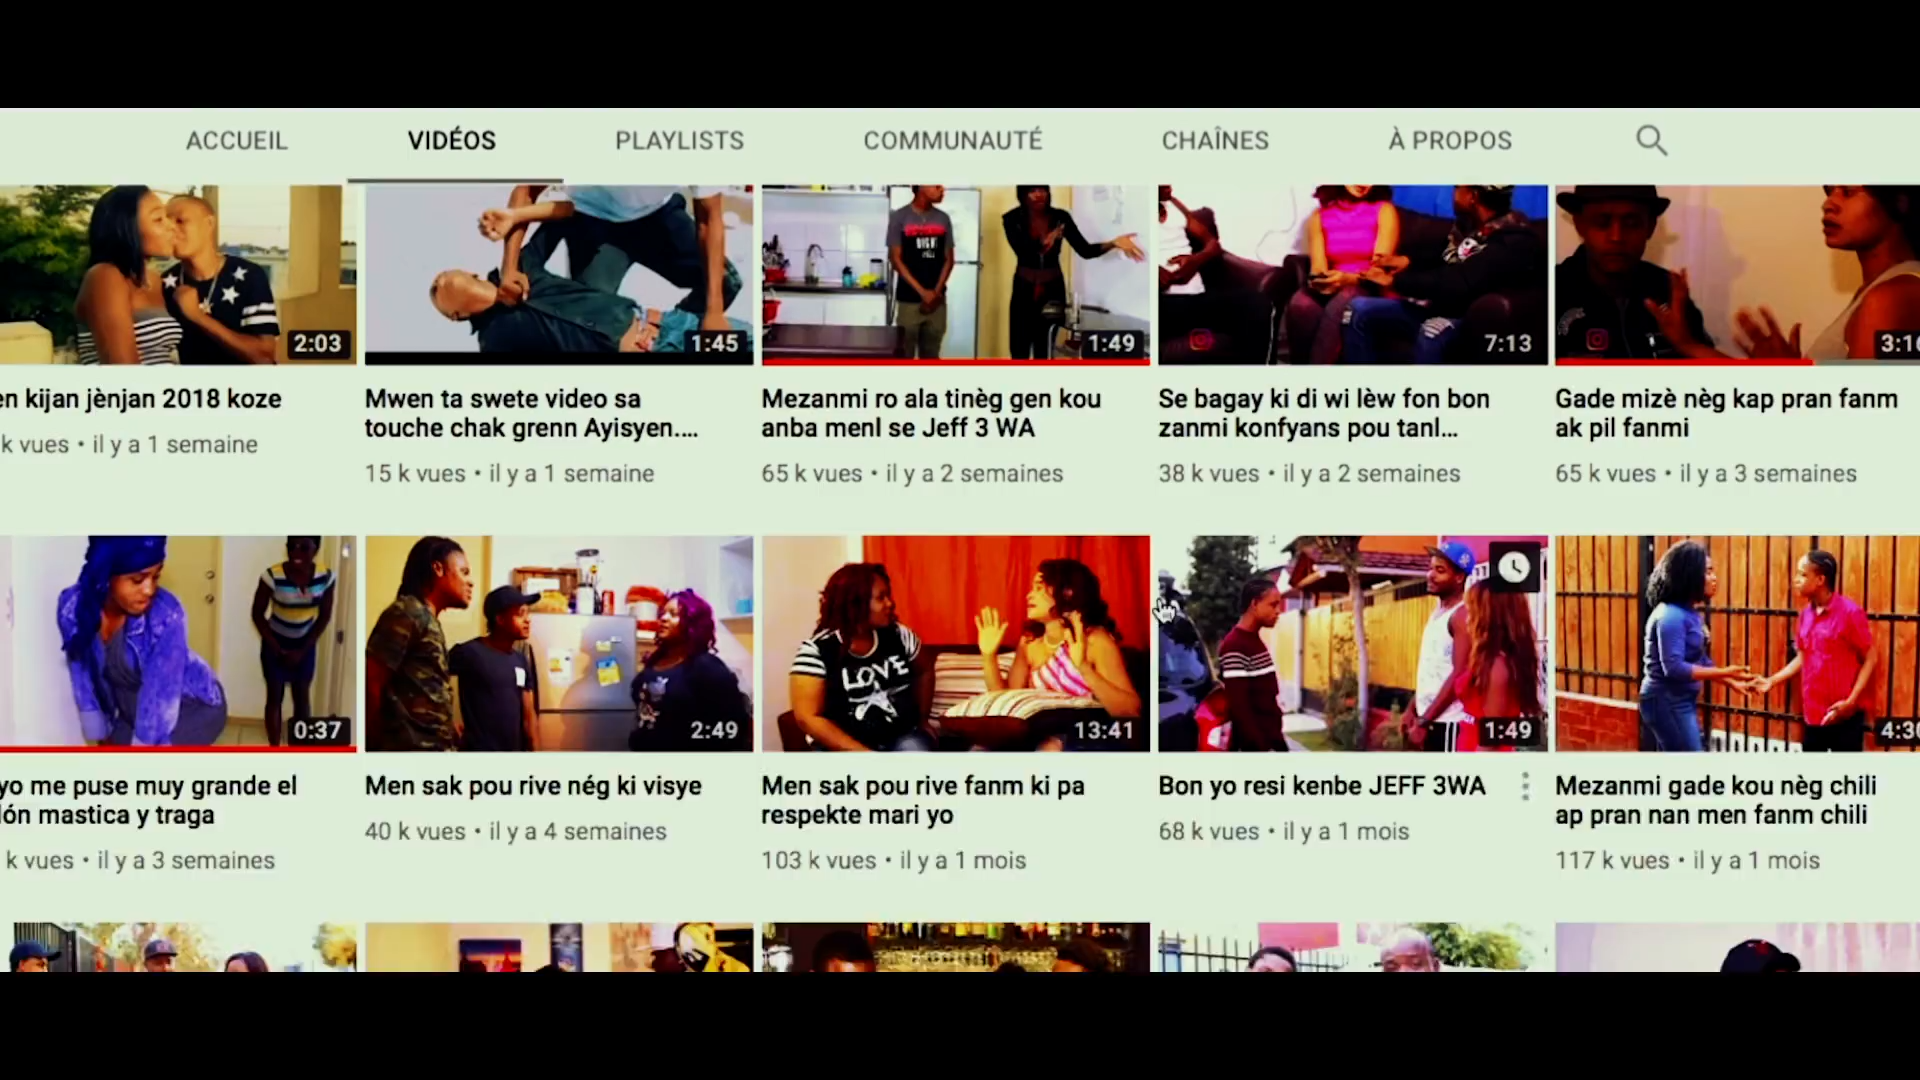 ACCUEIL VIDÉOS PLAYLISTS COMMUNAUTÉ CHAÎNES À PROPOS
2:03 1:45 1:49 7:13
kijan jènjan 2018 koze
k vues • il y a 1 semaine
Mwen ta swete video sa
touche chak grenn Ayisyen....
15 k vues • il y a 1 semaine
Mezanmi ro ala tinèg gen kou
anba menl se Jeff 3 WA
65 k vues • il y a 2 semaines
Se bagay ki di wi lèw fon bon
zanmi konfyans pou tanl...
38 k vues • il y a 2 semaines
Gade mizè nèg kap pran fanm
ak pil fanmi
65 k vues • il y a 3 semaines
LOVE
0:37 2:49 13:41 1:49
yo me puse muy grande el
mastica y traga
k vues • il y a 3 semaines
Men sak pou rive nég ki visye
40 k vues • il y a 4 semaines
Men sak pou rive fanm ki pa
respekte mari yo
103 k vues • il y a 1 mois
Bon yo resi kenbe JEFF 3WA
68 k vues • il y a 1 mois
Mezanmi gade kou nèg chili
ap pran nan men fanm chili
117 k vues • il y a 1 mois